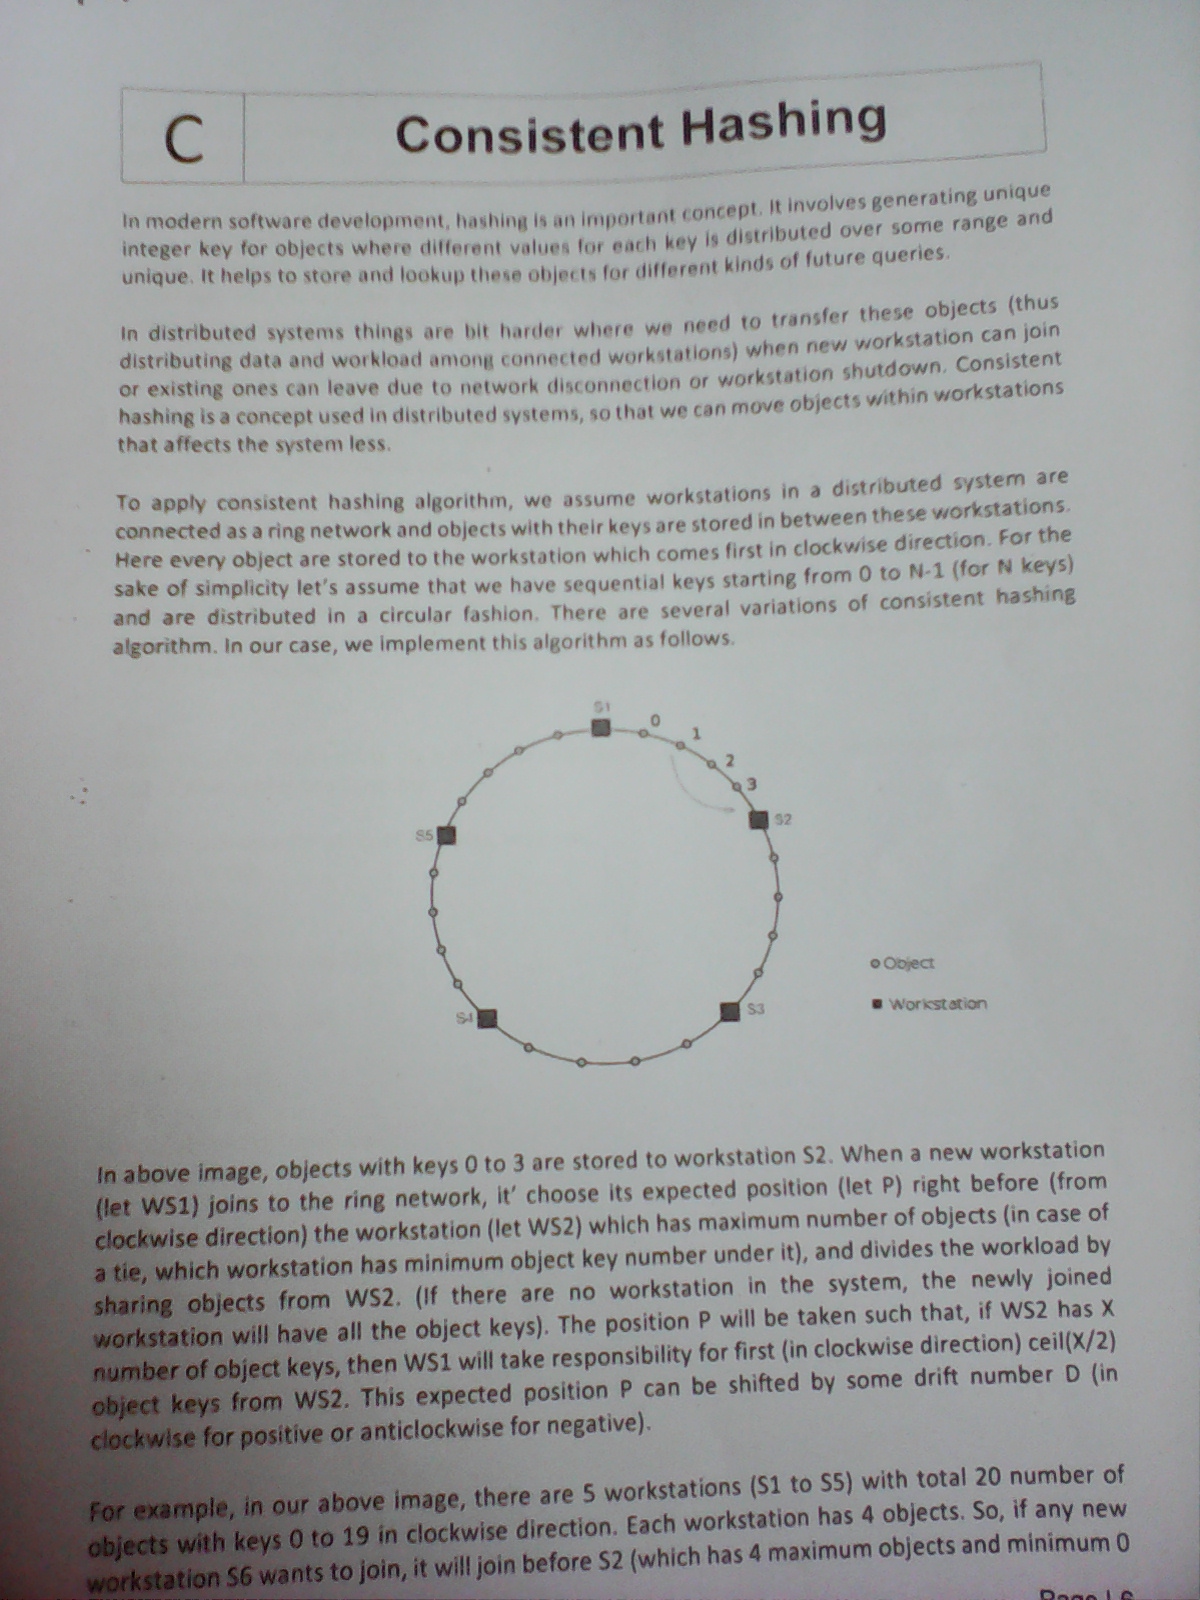 C
Consistent Hashing
In modern software development, hashing is an important concept. It involves generating unique
integer key for objects where different values for each key is distributed over some range and
unique. It helps to store and lookup these objects for different kinds of future queries.
In distributed systems things are bit harder where we need to transfer these objects (thus
distributing data and workload among connected workstations) when new workstation can join
or existing ones can leave due to network disconnection or workstation shutdown. Consistent
hashing is a concept used in distributed systems, so that we can move objects within workstations
that affects the system less.
To apply consistent hashing algorithm, we assume workstations in a distributed system are
connected as a ring network and objects with their keys are stored in between these workstations.
Here every object are stored to the workstation which comes first in clockwise direction. For the
sake of simplicity let's assume that we have sequential keys starting from 0 to N-1 (for N keys)
and are distributed in a circular fashion. There are several variations of consistent hashing
algorithm. In our case, we implement this algorithm as follows.
S1
0
1
2
3
S2
S5
Object
S4
S3
Workstation
In above image, objects with keys 0 to 3 are stored to workstation S2. When a new workstation
(let WS1) joins to the ring network, it' choose its expected position (let P) right before (from
clockwise direction) the workstation (let WS2) which has maximum number of objects (in case of
a tie, which workstation has minimum object key number under it), and divides the workload by
sharing objects from WS2. (If there are no workstation in the system, the newly joined
workstation will have all the object keys). The position P will be taken such that, if WS2 has X
number of object keys, then WS1 will take responsibility for first (in clockwise direction) ceil(X/2)
object keys from WS2. This expected position P can be shifted by some drift number D (in
clockwise for positive or anticlockwise for negative).
For example, in our above image, there are 5 workstations (S1 to S5) with total 20 number of
objects with keys 0 to 19 in clockwise direction. Each workstation has 4 objects. So, if any new
workstation S6 wants to join, it will join before S2 (which has 4 maximum objects and minimum 0
Page | 6